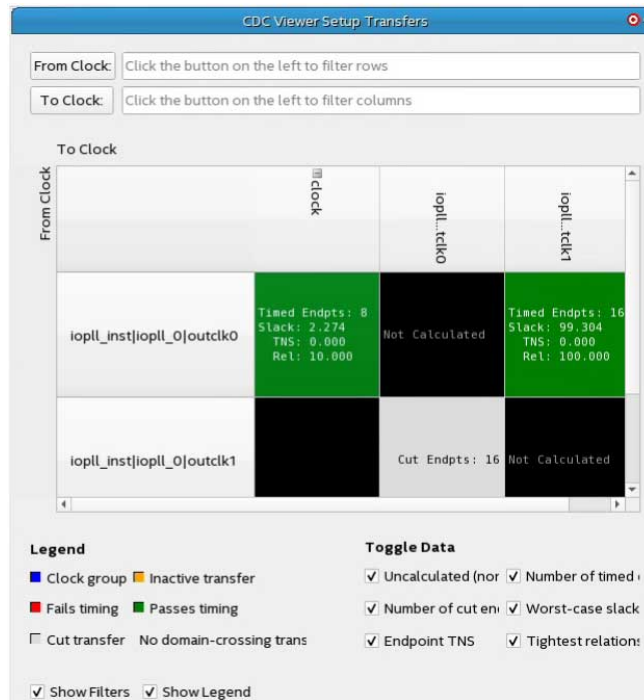 CDC Viewer Setup Transfers
From Clock: Click the button on the left to filter rows
To Clock: Click the button on the left to filter columns
To Clock
From Clock
clock
iopll...tclk0
iopll...tclk1
iopll_inst|iopll_0|outclk0
Timed Endpts: 8
Slack: 2.274
TNS: 0.000
Rel: 10.000
Not Calculated
Timed Endpts: 16
Slack: 99.304
TNS: 0.000
Rel: 100.000
iopll_inst|iopll_0|outclk1
Cut Endpts: 16
Not Calculated
Legend
Clock group
Inactive transfer
Fails timing
Passes timing
Cut transfer
No domain-crossing trans
Toggle Data
Uncalculated (nor
Number of timed
Number of cut en
Worst-case slack
Endpoint TNS
Tightest relations
Show Filters
Show Legend